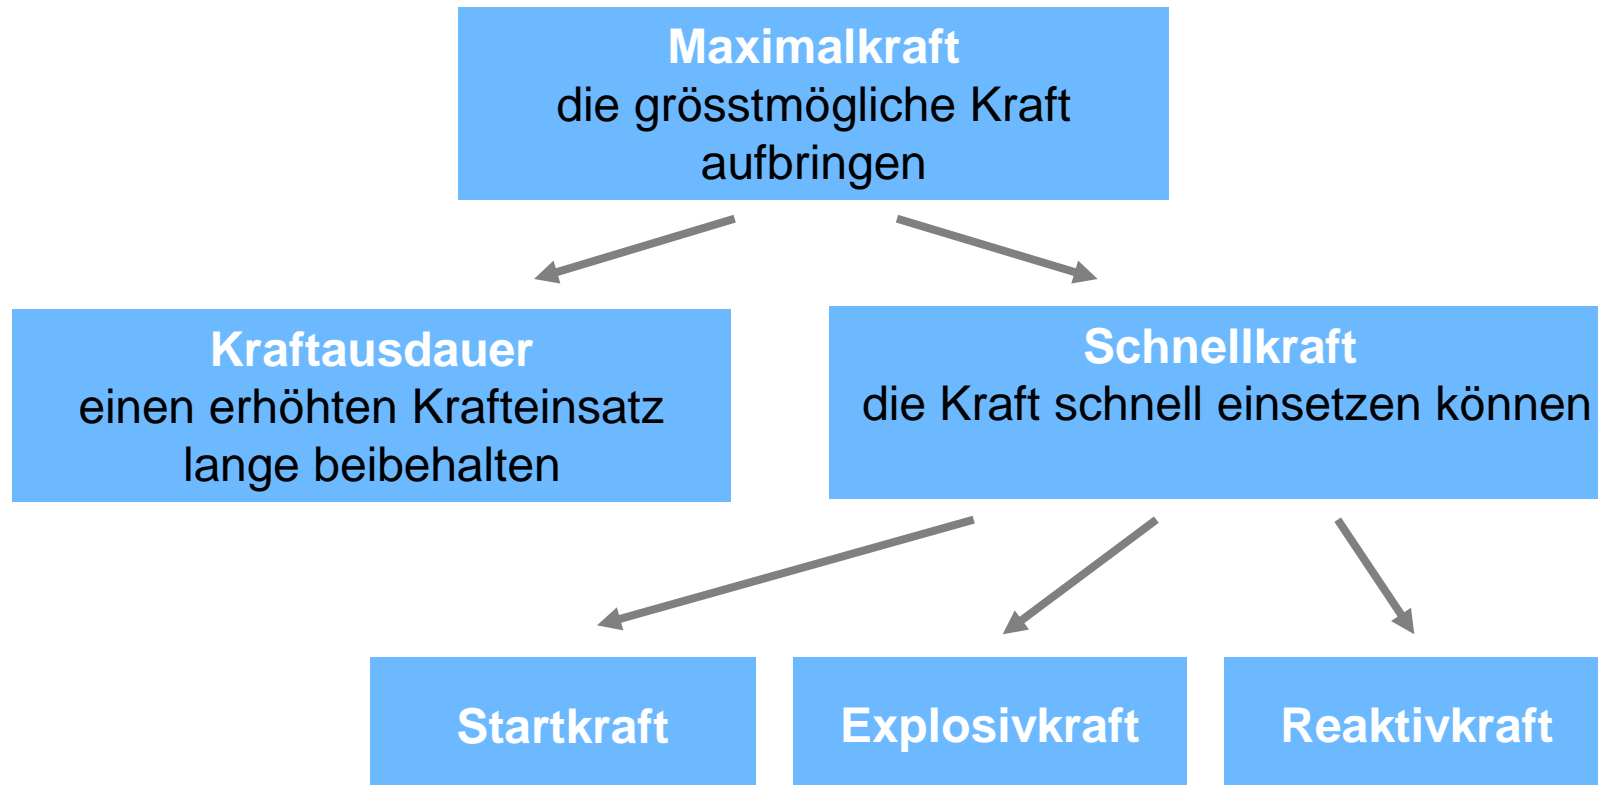 Maximalkraft
die grösstmögliche Kraft
aufbringen
Kraftausdauer
einen erhöhten Krafteinsatz
lange beibehalten
Schnellkraft
die Kraft schnell einsetzen können
Startkraft
Explosivkraft
Reaktivkraft